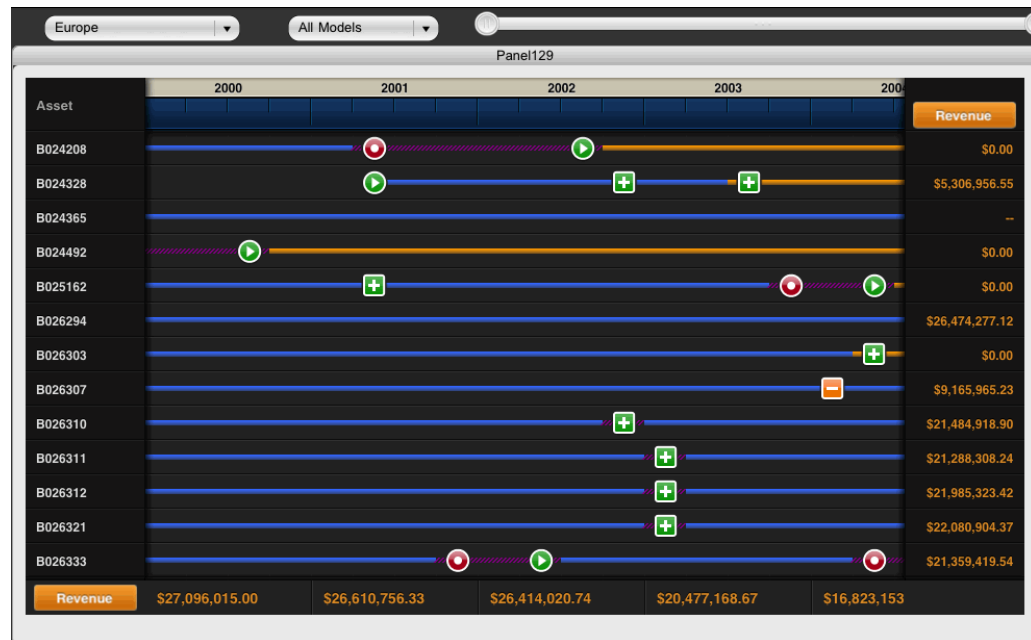 Europe All Models
Panel129
Asset 2000 2001 2002 2003
Revenue
B024208 $0.00
B024328 $5,306,956.55
B024365 --
B024492 $0.00
B025162 $0.00
B026294 $26,474,277.12
B026303 $0.00
B026307 $9,165,965.23
B026310 $21,484,918.90
B026311 $21,288,308.24
B026312 $21,985,323.42
B026321 $22,080,904.37
B026333 $21,359,419.54
Revenue $27,096,015.00 $26,610,756.33 $26,414,020.74 $20,477,168.67 $16,823,153